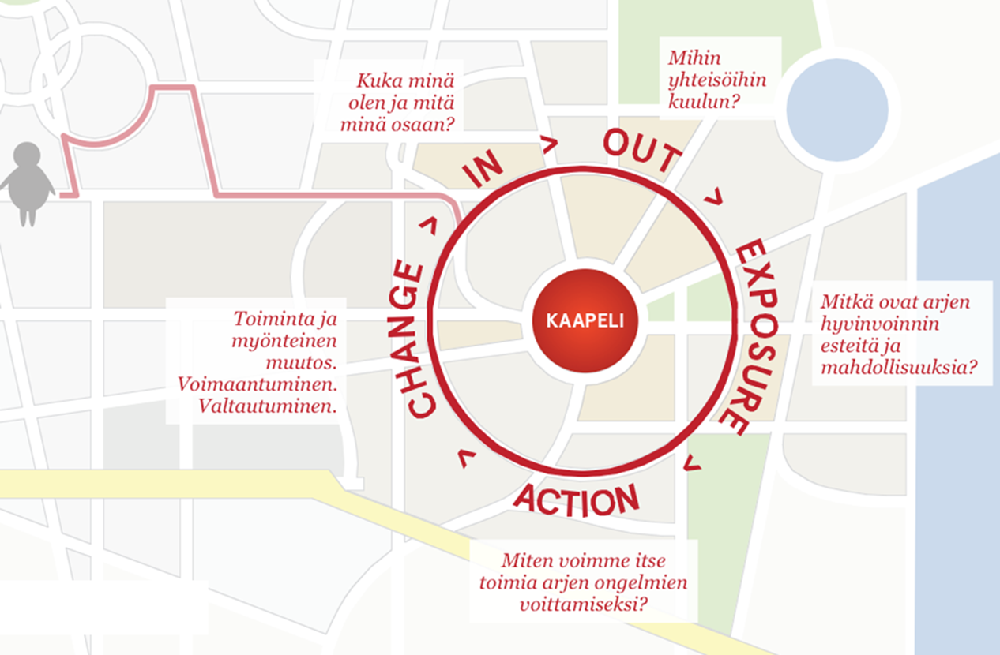 Kuka minä
olen ja mitä
minä osaan?
IN
>
OUT
Mihin
yhteisöihin
kuulun?
>
EXPOSURE
Mitkä ovat arjen
hyvinvoinnin
esteitä ja
mahdollisuuksia?
>
ACTION
Miten voimme itse
toimia arjen ongelmien
voittamiseksi?
>
CHANGE
Toiminta ja
myönteinen
muutos.
Voimaantuminen.
Valtautuminen.
>
KAAPELI